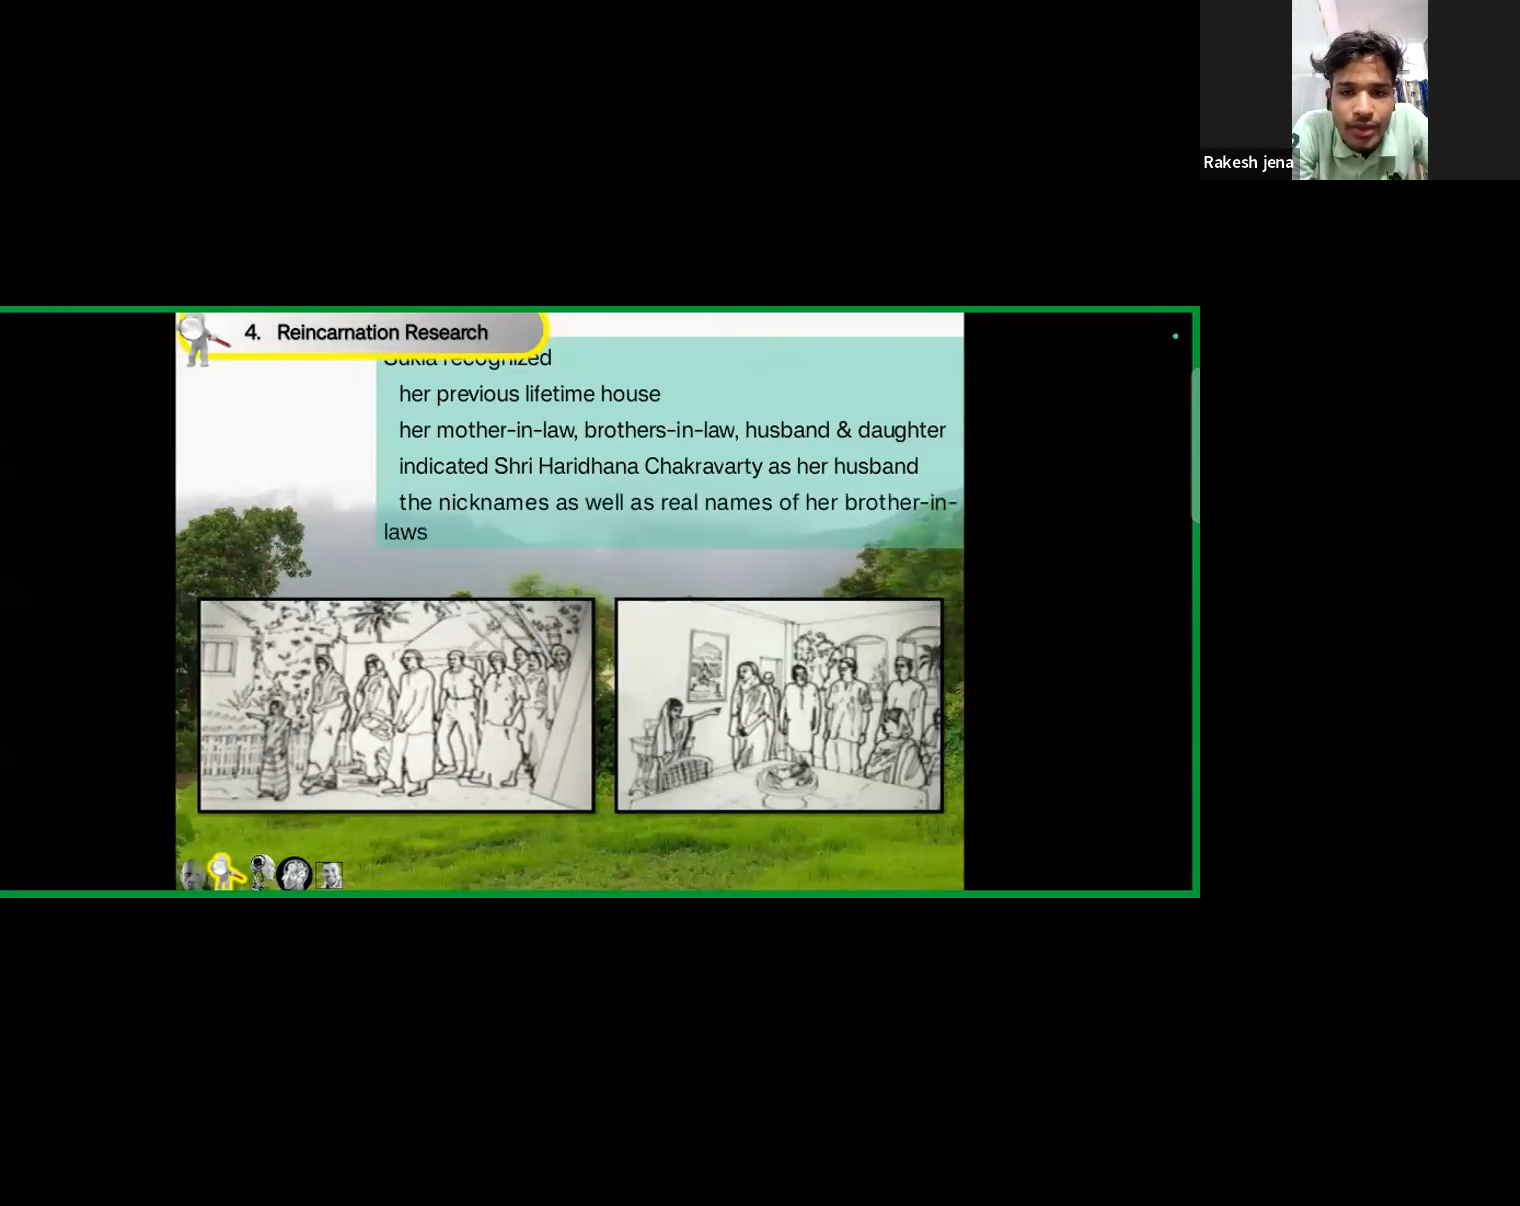 Rakesh jena
4. Reincarnation Research
Sukla recognized
her previous lifetime house
her mother-in-law, brothers-in-law, husband & daughter
indicated Shri Haridhana Chakravarty as her husband
the nicknames as well as real names of her brother-in-
laws